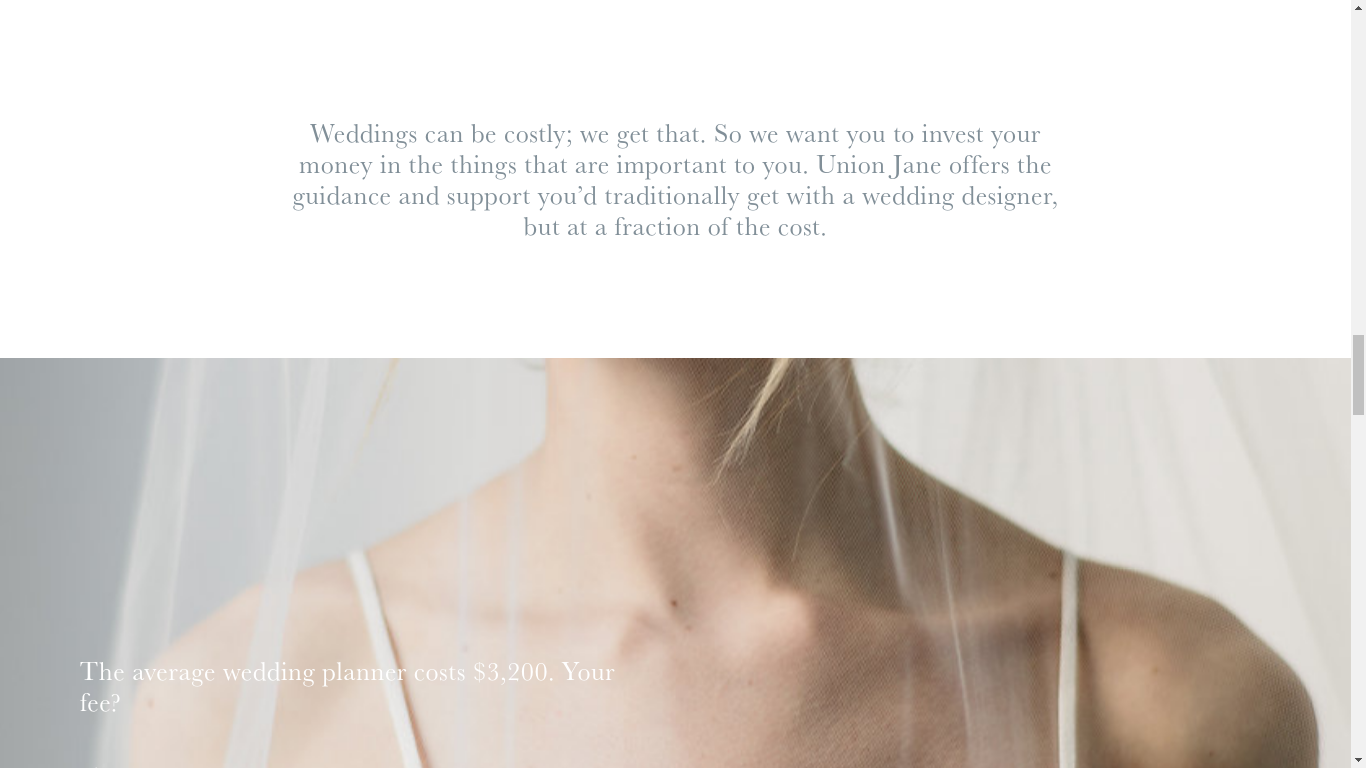 Weddings can be costly; we get that. So we want you to invest your
money in the things that are important to you. Union Jane offers the
guidance and support you’d traditionally get with a wedding designer,
but at a fraction of the cost.
The average wedding planner costs $3,200. Your
fee?